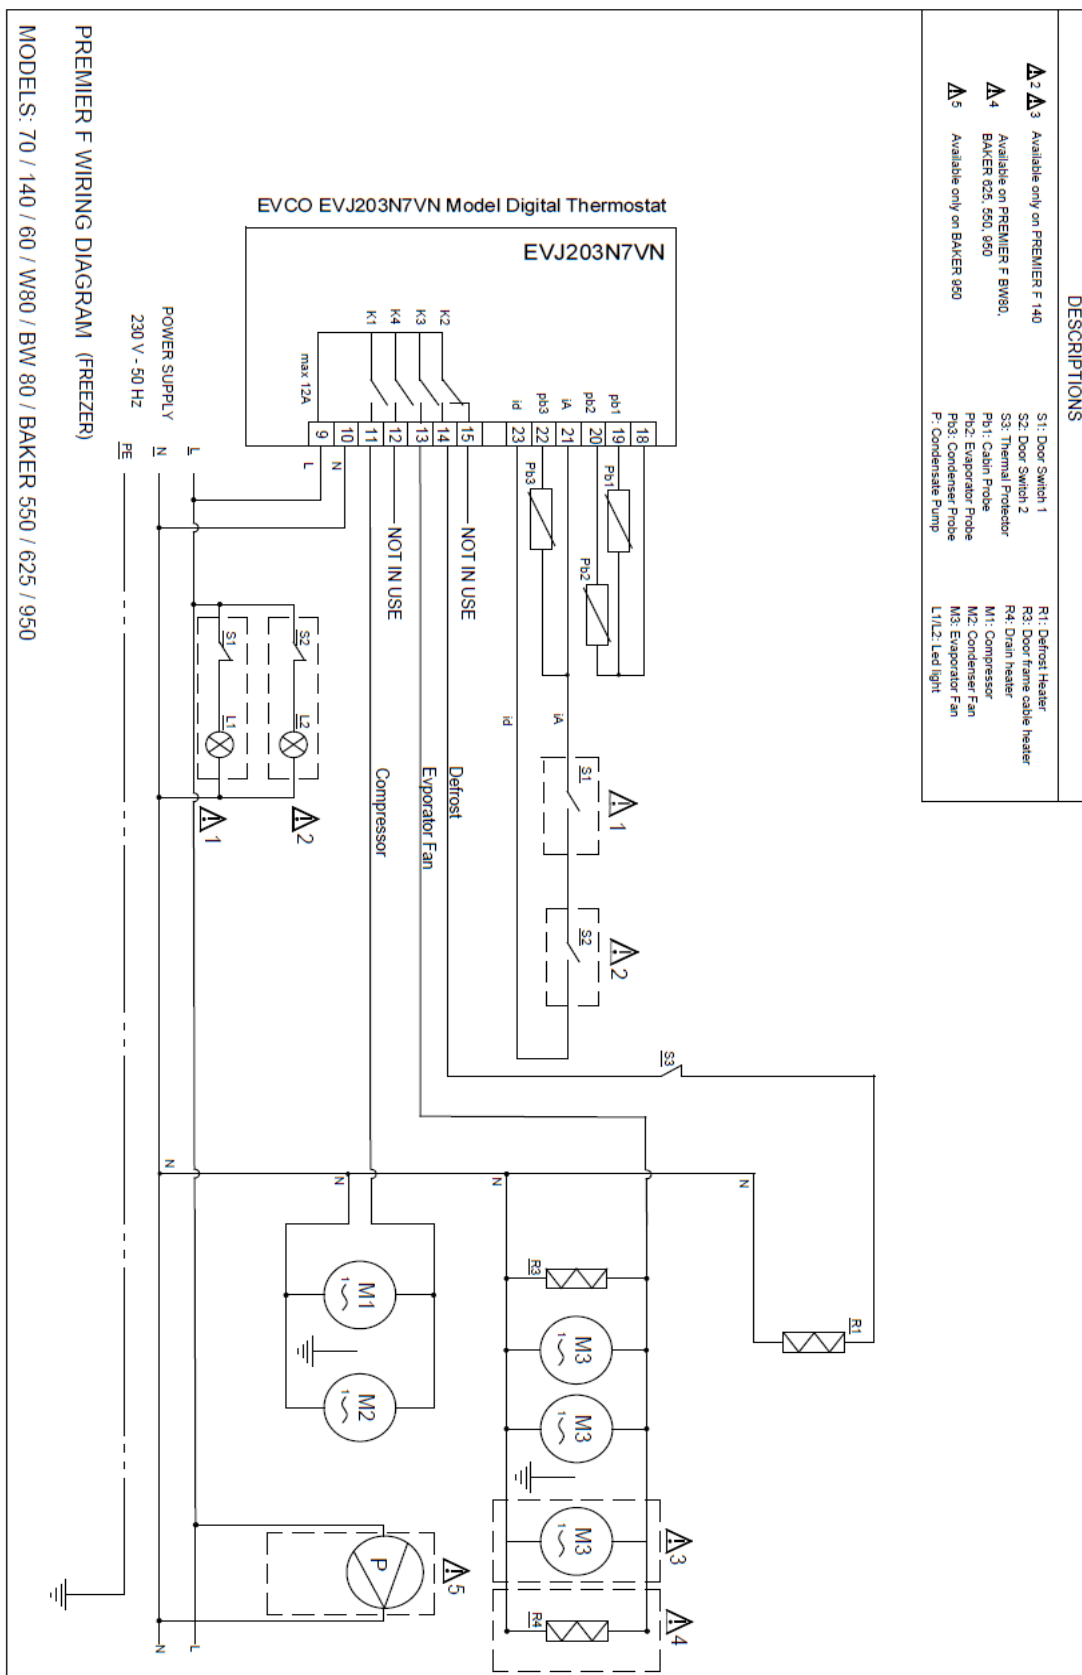 DESCRIPTIONS
⚠2 ⚠3 Available only on PREMIER F 140
⚠4 Available on PREMIER F BW80,
BAKER 625, 550, 950
⚠5 Available only on BAKER 950
S1: Door Switch 1
S2: Door Switch 2
S3: Thermal Protector
Pb1: Cabin Probe
Pb2: Evaporator Probe
Pb3: Condenser Probe
P: Condensate Pump
R1: Defrost Heater
R3: Door frame cable heater
R4: Drain heater
M1: Compressor
M2: Condenser Fan
M3: Evaporator Fan
L1/L2: Led light
EVCO EVJ203N7VN Model Digital Thermostat
EVJ203N7VN
K1
K4
K3
K2
max 12A
id
pb3
iA
pb2
pb1
9
10
11
12
13
14
15
23
22
21
20
19
18
L
N
NOT IN USE
NOT IN USE
Pb3
Pb1
Pb2
id
iA
S1
⚠1
S2
⚠2
S3
Compressor
Evporator Fan
Defrost
POWER SUPPLY
230 V - 50 Hz
L
N
PE
S1
L1
⚠1
S2
L2
⚠2
N
N
N
N
R1
R3
M1
1~
M2
1~
M3
1~
M3
1~
M3
1~
⚠3
R4
⚠4
P
⚠5
L
N
PREMIER F WIRING DIAGRAM (FREEZER)
MODELS: 70 / 140 / 60 / W80 / BW 80 / BAKER 550 / 625 / 950